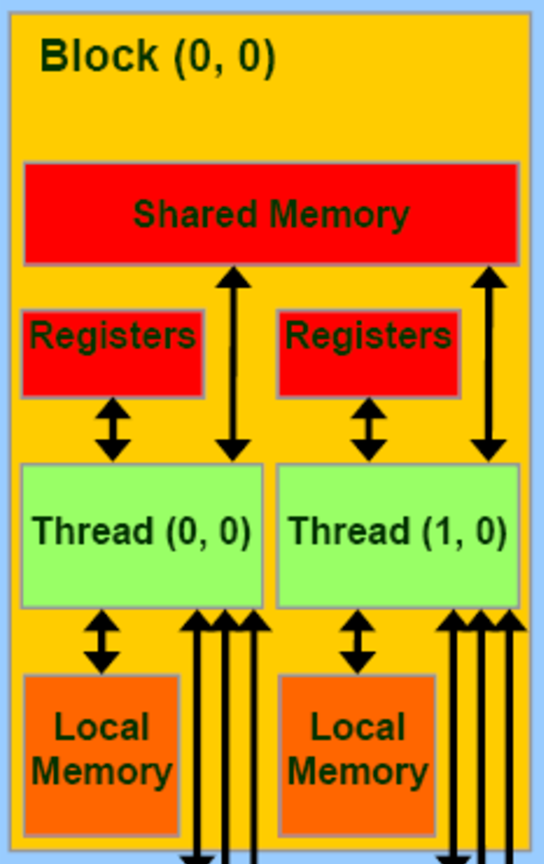 Block (0, 0)
Shared Memory
Registers
Registers
Thread (0, 0)
Thread (1, 0)
Local
Memory
Local
Memory